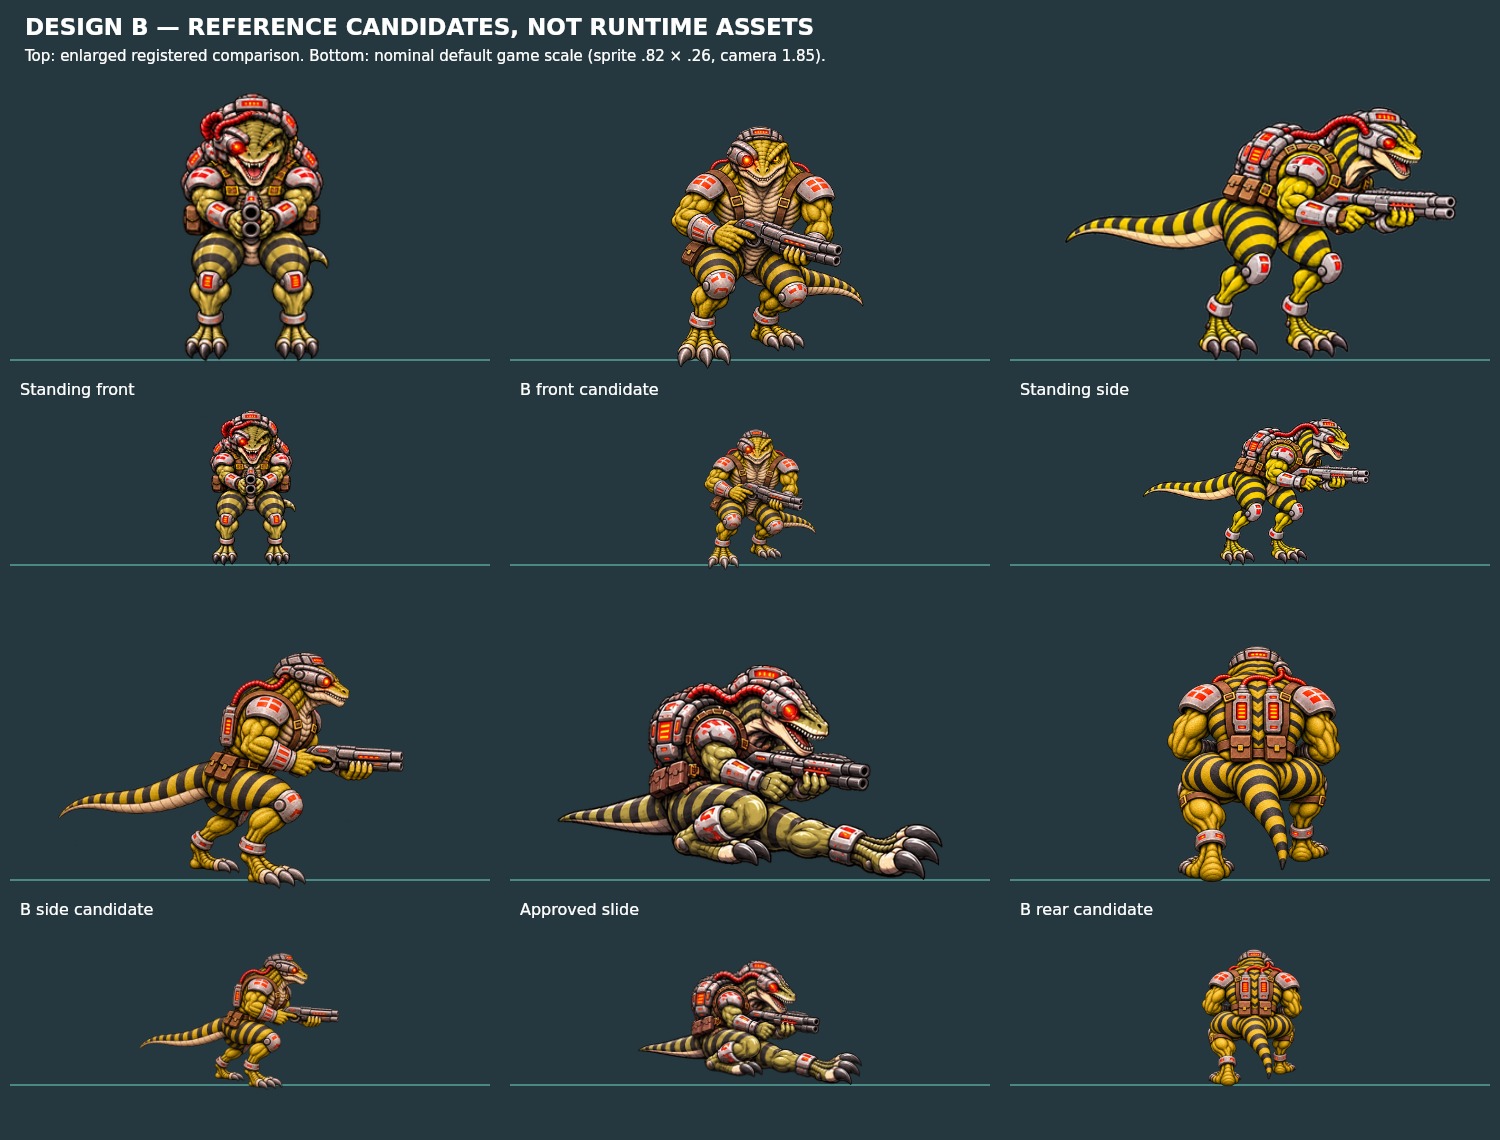 DESIGN B — REFERENCE CANDIDATES, NOT RUNTIME ASSETS
Top: enlarged registered comparison. Bottom: nominal default game scale (sprite .82 × .26, camera 1.85).
Standing front
B front candidate
Standing side
B side candidate
Approved slide
B rear candidate